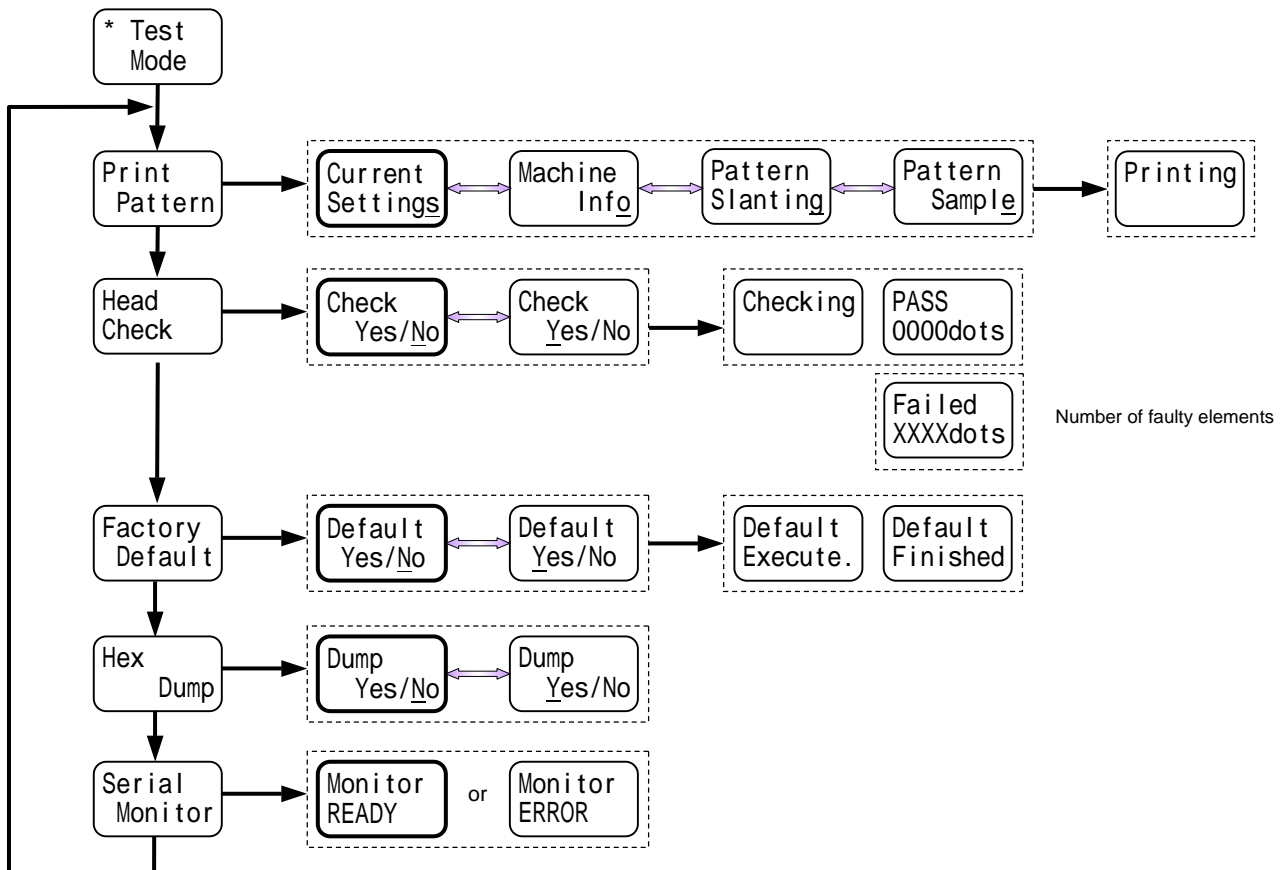 * Test
Mode
Print
Pattern
Current
Settings
Machine
Info
Pattern
Slanting
Pattern
Sample
Printing
Head
Check
Check
Yes/No
Check
Yes/No
Checking
PASS
0000dots
Failed
XXXXdots
Number of faulty elements
Factory
Default
Default
Yes/No
Default
Yes/No
Default
Execute.
Default
Finished
Hex
Dump
Dump
Yes/No
Dump
Yes/No
Serial
Monitor
Monitor
READY
or
Monitor
ERROR